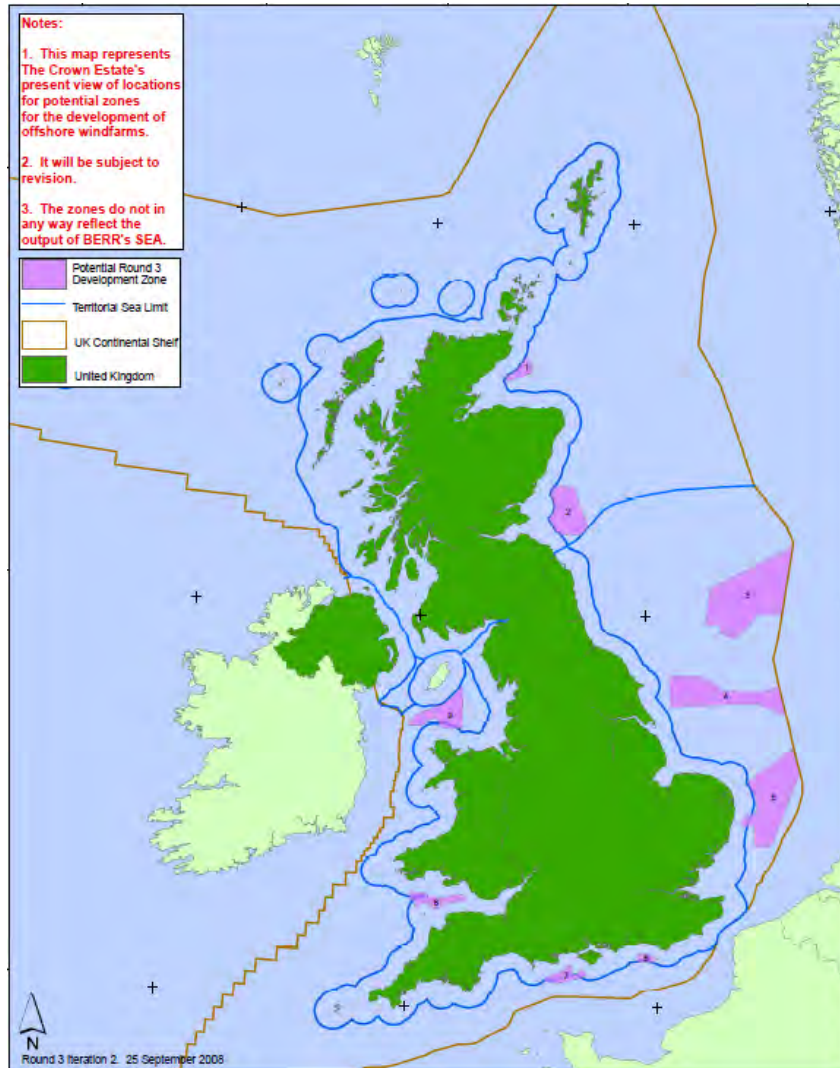 Notes:
1. This map represents
The Crown Estate's
present view of locations
for potential zones
for the development of
offshore windfarms.
2. It will be subject to
revision.
3. The zones do not in
any way reflect the
output of BERR's SEA.
Potential Round 3
Development Zone
Territorial Sea Limit
UK Continental Shelf
United Kingdom
1
2
3
4
9
5
8
6
7
N
Round 3 Iteration 2. 25 September 2008